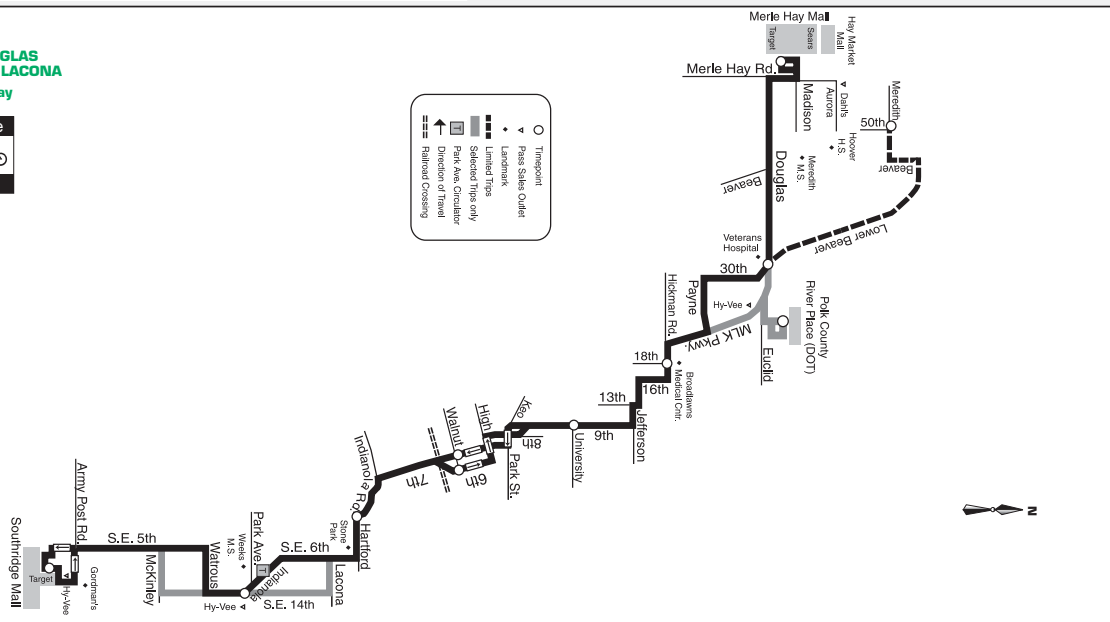 GLAS
LACONA
ay
Timepoint
Pass Sales Outlet
Landmark
Limited Trips
Selected Trips only
T
Park Ave. Circulator
Direction of Travel
Railroad Crossing
Merle Hay Mall
Target
Sears
Hay Market
Mall
Merle Hay Rd.
Madison
Aurora
Dahl's
Meredith
50th
Hoover
H.S.
Meredith
M.S.
Beaver
Douglas
Beaver
Lower Beaver
Veterans
Hospital
30th
Polk County
River Place (DOT)
Hickman Rd.
Payne
Hy-Vee
MLK Pkwy.
Euclid
18th
Broadlawns
Medical Cntr.
16th
13th
Jefferson
Keo
8th
9th
University
High
Walnut
Park St.
6th
7th
Indianola Rd.
N
Army Post Rd.
S.E. 5th
Watrous
Park Ave.
Weeks
M.S.
T
S.E. 6th
Stone
Park
Hartford
Indianola
Lacona
Southridge Mall
Target
Hy-Vee
Gordman's
McKinley
Hy-Vee
S.E. 14th